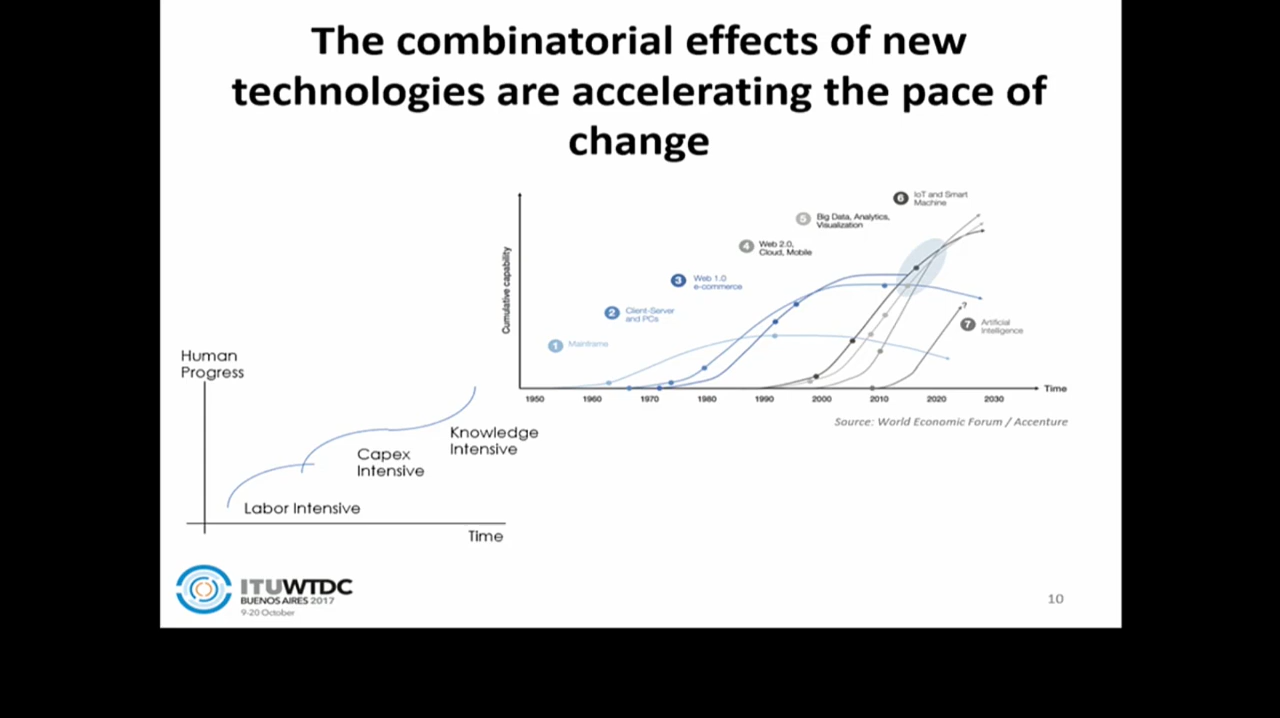 The combinatorial effects of new
technologies are accelerating the pace of
change
6 IoT and Smart
Machine
5 Big Data, Analytics,
Visualization
4 Web 2.0,
Cloud, Mobile
3 Web 1.0
e-commerce
2 Client-Server
and PCs
1 Mainframe
?
7 Artificial
Intelligence
Cumulative capability
Time
1950 1960 1970 1980 1990 2000 2010 2020 2030
Source: World Economic Forum / Accenture
Human
Progress
Knowledge
Intensive
Capex
Intensive
Labor Intensive
Time
ITUWTDC
BUENOS AIRES 2017
9-20 October
10